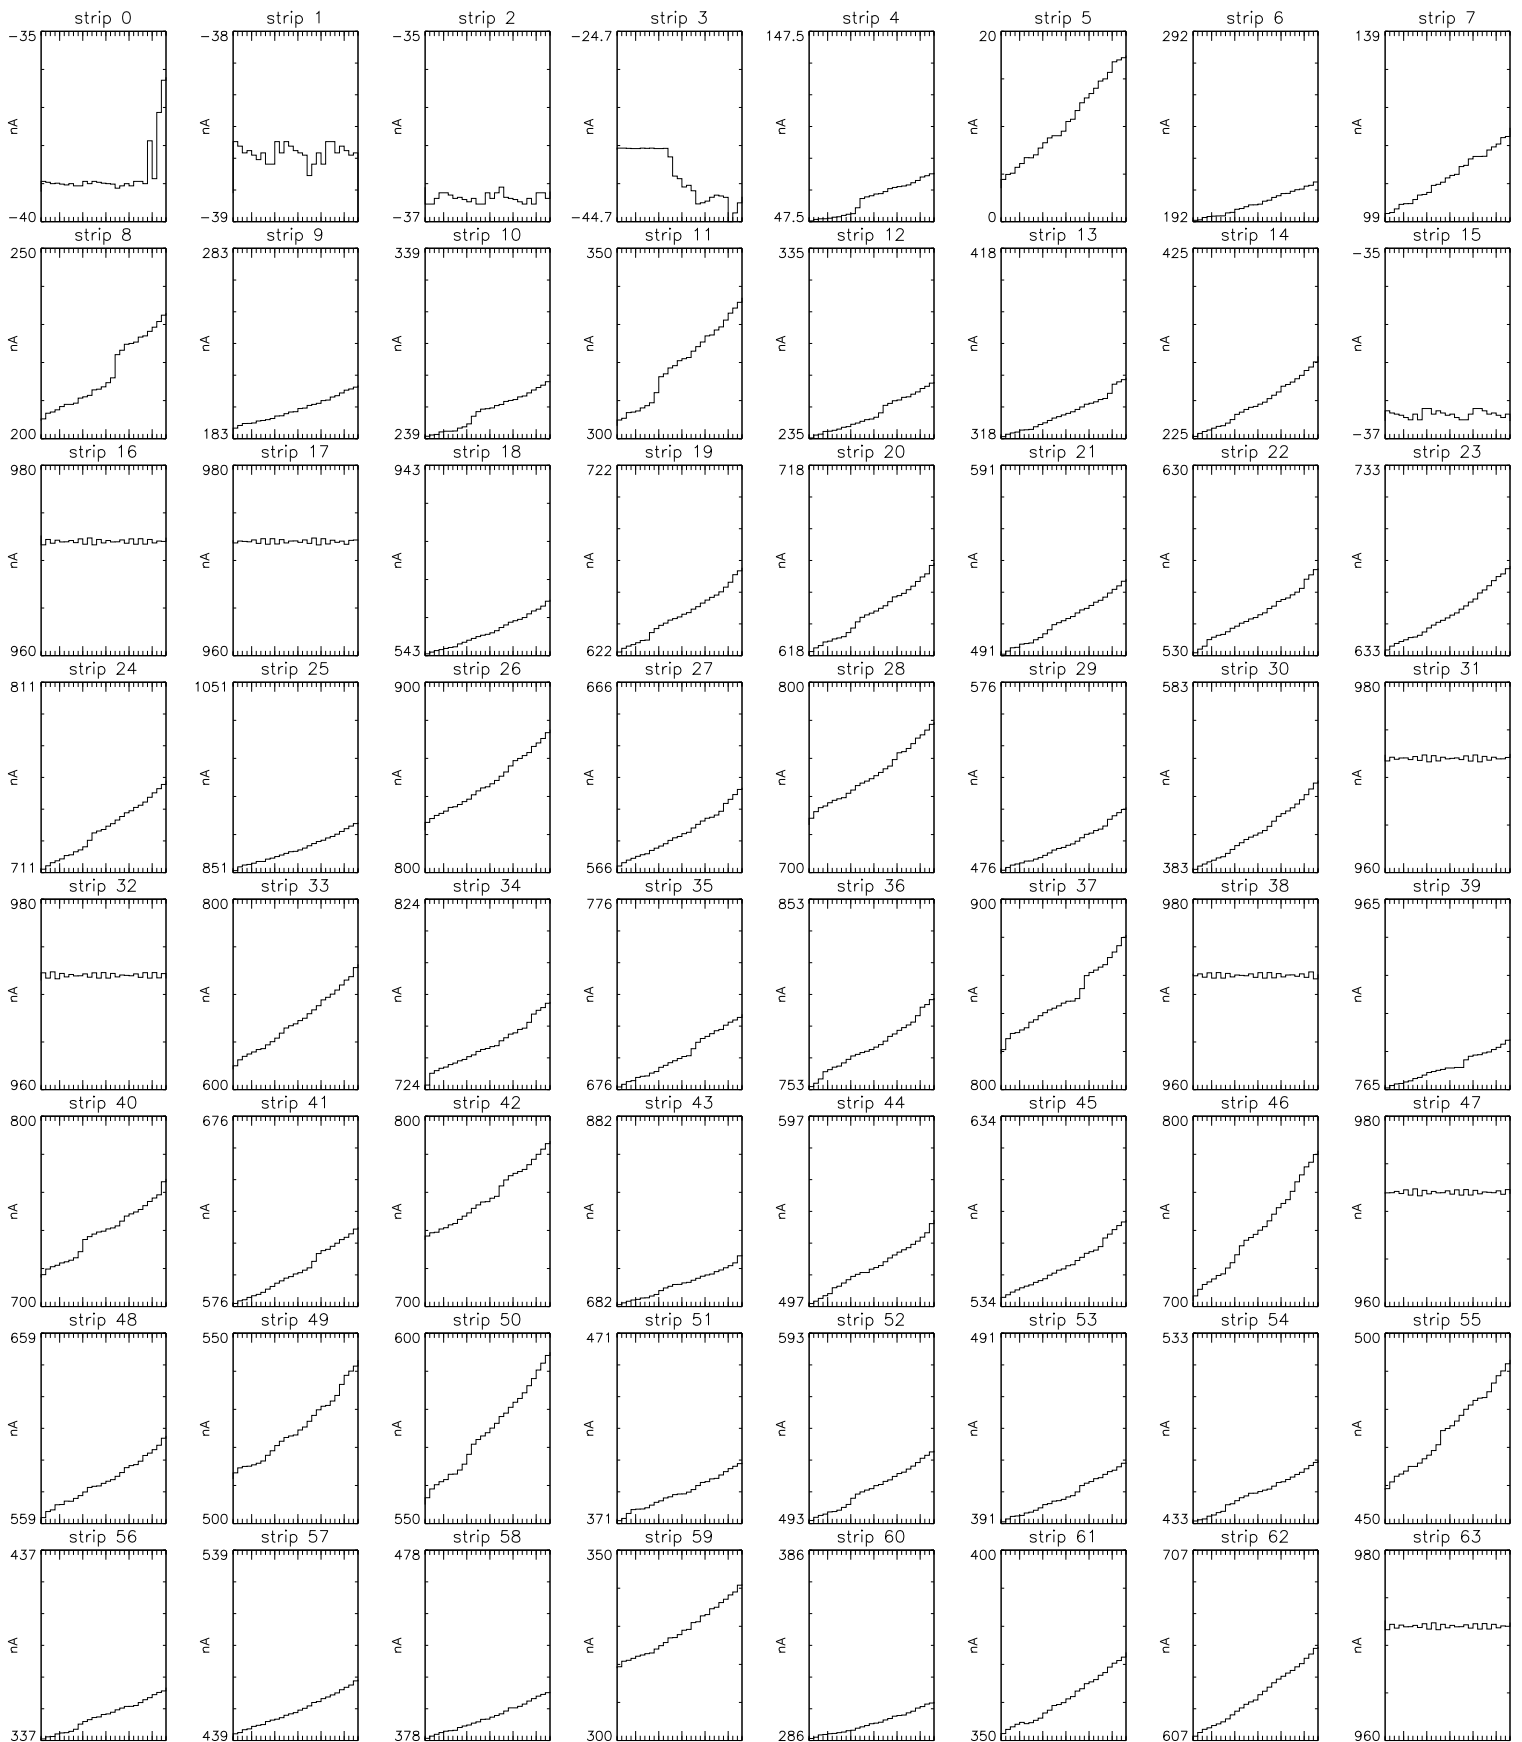 strip 0 strip 1 strip 2 strip 3 strip 4 strip 5 strip 6 strip 7
-35 -38 -35 -24.7 147.5 20 292 139
nA nA nA nA nA nA nA nA
-40 -39 -37 -44.7 47.5 0 192 99
strip 8 strip 9 strip 10 strip 11 strip 12 strip 13 strip 14 strip 15
250 283 339 350 335 418 425 -35
nA nA nA nA nA nA nA nA
200 183 239 300 235 318 225 -37
strip 16 strip 17 strip 18 strip 19 strip 20 strip 21 strip 22 strip 23
980 980 943 722 718 591 630 733
nA nA nA nA nA nA nA nA
960 960 543 622 618 491 530 633
strip 24 strip 25 strip 26 strip 27 strip 28 strip 29 strip 30 strip 31
811 1051 900 666 800 576 583 980
nA nA nA nA nA nA nA nA
711 851 800 566 700 476 383 960
strip 32 strip 33 strip 34 strip 35 strip 36 strip 37 strip 38 strip 39
980 800 824 776 853 900 980 965
nA nA nA nA nA nA nA nA
960 600 724 676 753 800 960 765
strip 40 strip 41 strip 42 strip 43 strip 44 strip 45 strip 46 strip 47
800 676 800 882 597 634 800 980
nA nA nA nA nA nA nA nA
700 576 700 682 497 534 700 960
strip 48 strip 49 strip 50 strip 51 strip 52 strip 53 strip 54 strip 55
659 550 600 471 593 491 533 500
nA nA nA nA nA nA nA nA
559 500 550 371 493 391 433 450
strip 56 strip 57 strip 58 strip 59 strip 60 strip 61 strip 62 strip 63
437 539 478 350 386 400 707 980
nA nA nA nA nA nA nA nA
337 439 378 300 286 350 607 960